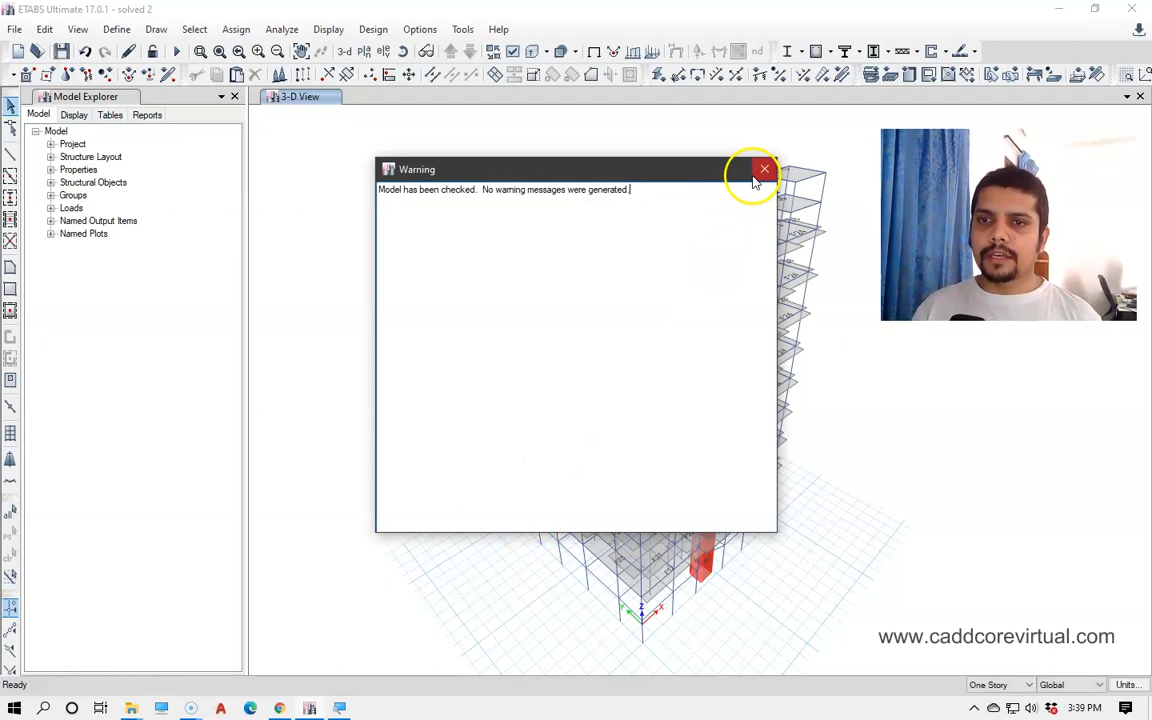 ETABS Ultimate 17.0.1 - solved 2
File Edit View Define Draw Select Assign Analyze Display Design Options Tools Help
3-d
nd
Model Explorer
3-D View
Model Display Tables Reports
Model
Project
Structure Layout
Properties
Structural Objects
Groups
Loads
Named Output Items
Named Plots
Warning
Model has been checked. No warning messages were generated.
Z
Y X
www.caddcorevirtual.com
Ready
One Story
Global
Units...
3:39 PM